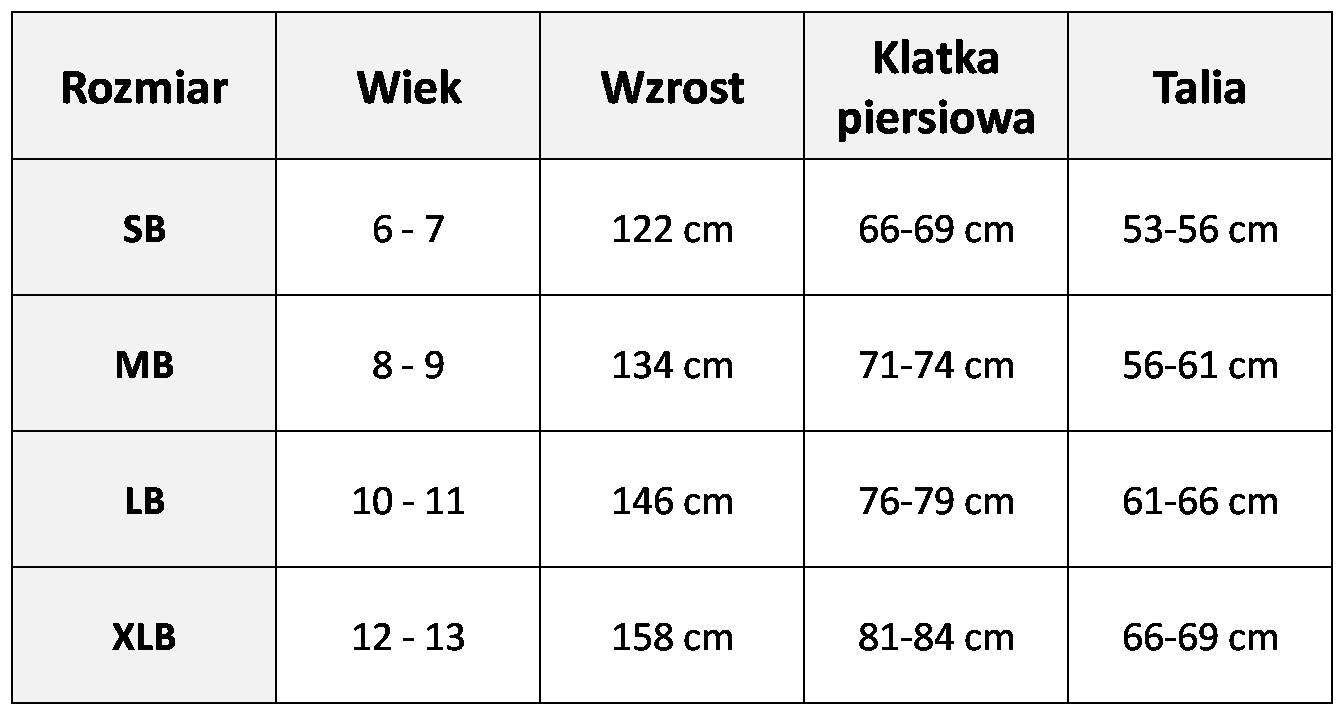 Rozmiar Wiek Wzrost Klatka piersiowa Talia
SB 6 - 7 122 cm 66-69 cm 53-56 cm
MB 8 - 9 134 cm 71-74 cm 56-61 cm
LB 10 - 11 146 cm 76-79 cm 61-66 cm
XLB 12 - 13 158 cm 81-84 cm 66-69 cm